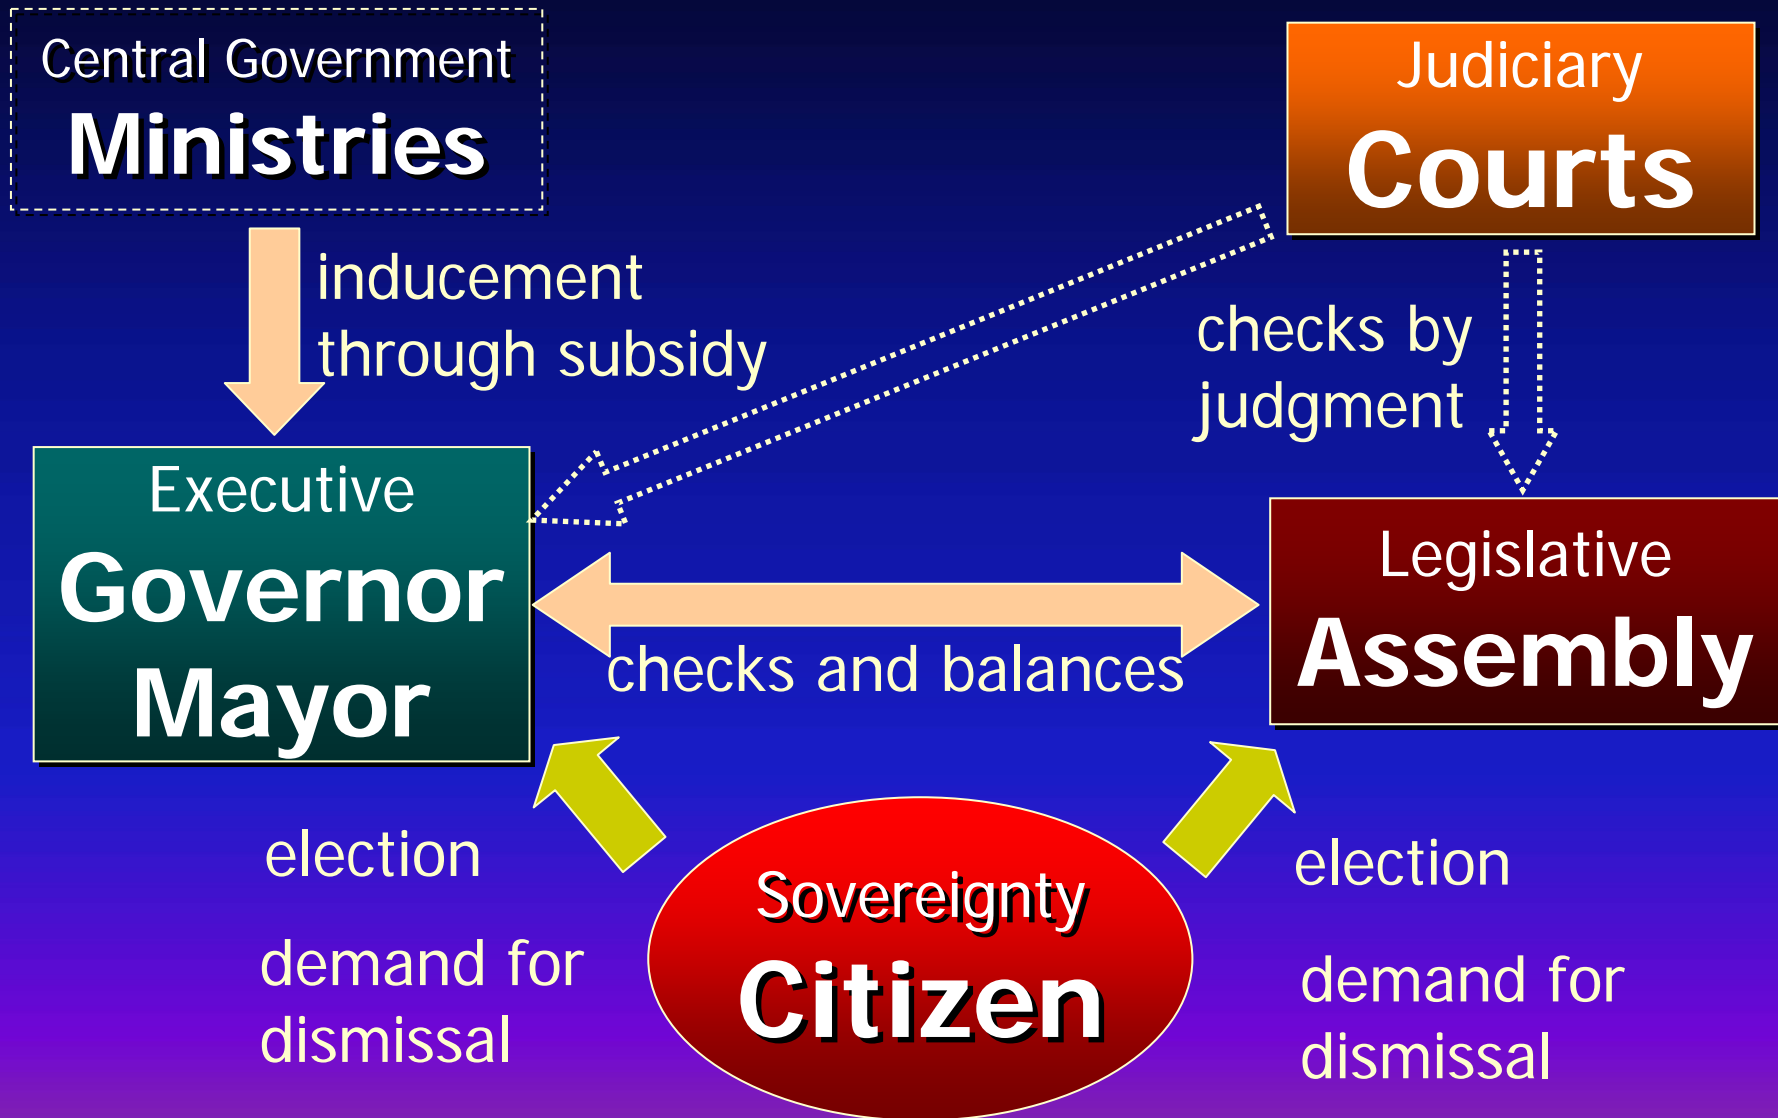 Central Government
Ministries
Judiciary
Courts
inducement
through subsidy
checks by
judgment
Executive
Governor
Mayor
Legislative
Assembly
checks and balances
election
demand for
dismissal
Sovereignty
Citizen
election
demand for
dismissal